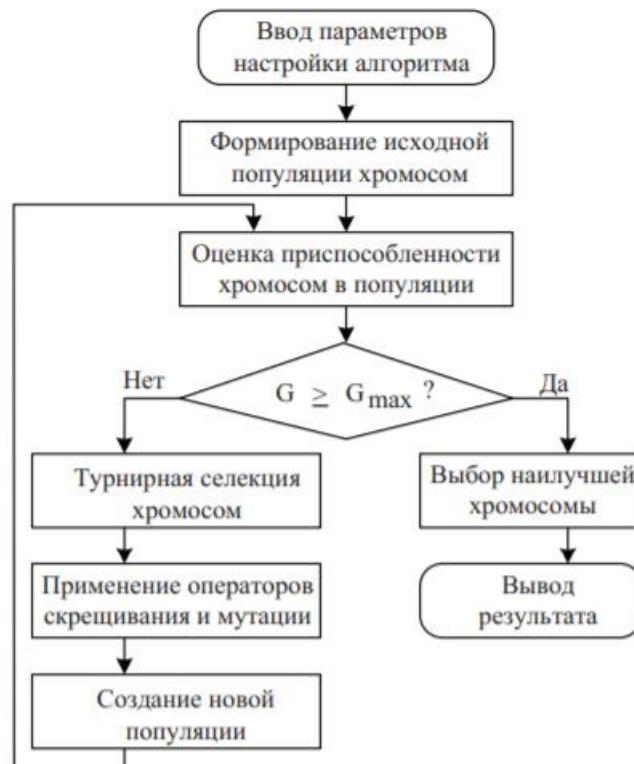 Ввод параметров
настройки алгоритма
Формирование исходной
популяции хромосом
Оценка приспособленности
хромосом в популяции
Нет
G ≥ Gmax ?
Да
Турнирная селекция
хромосом
Выбор наилучшей
хромосомы
Применение операторов
скрещивания и мутации
Вывод
результата
Создание новой
популяции